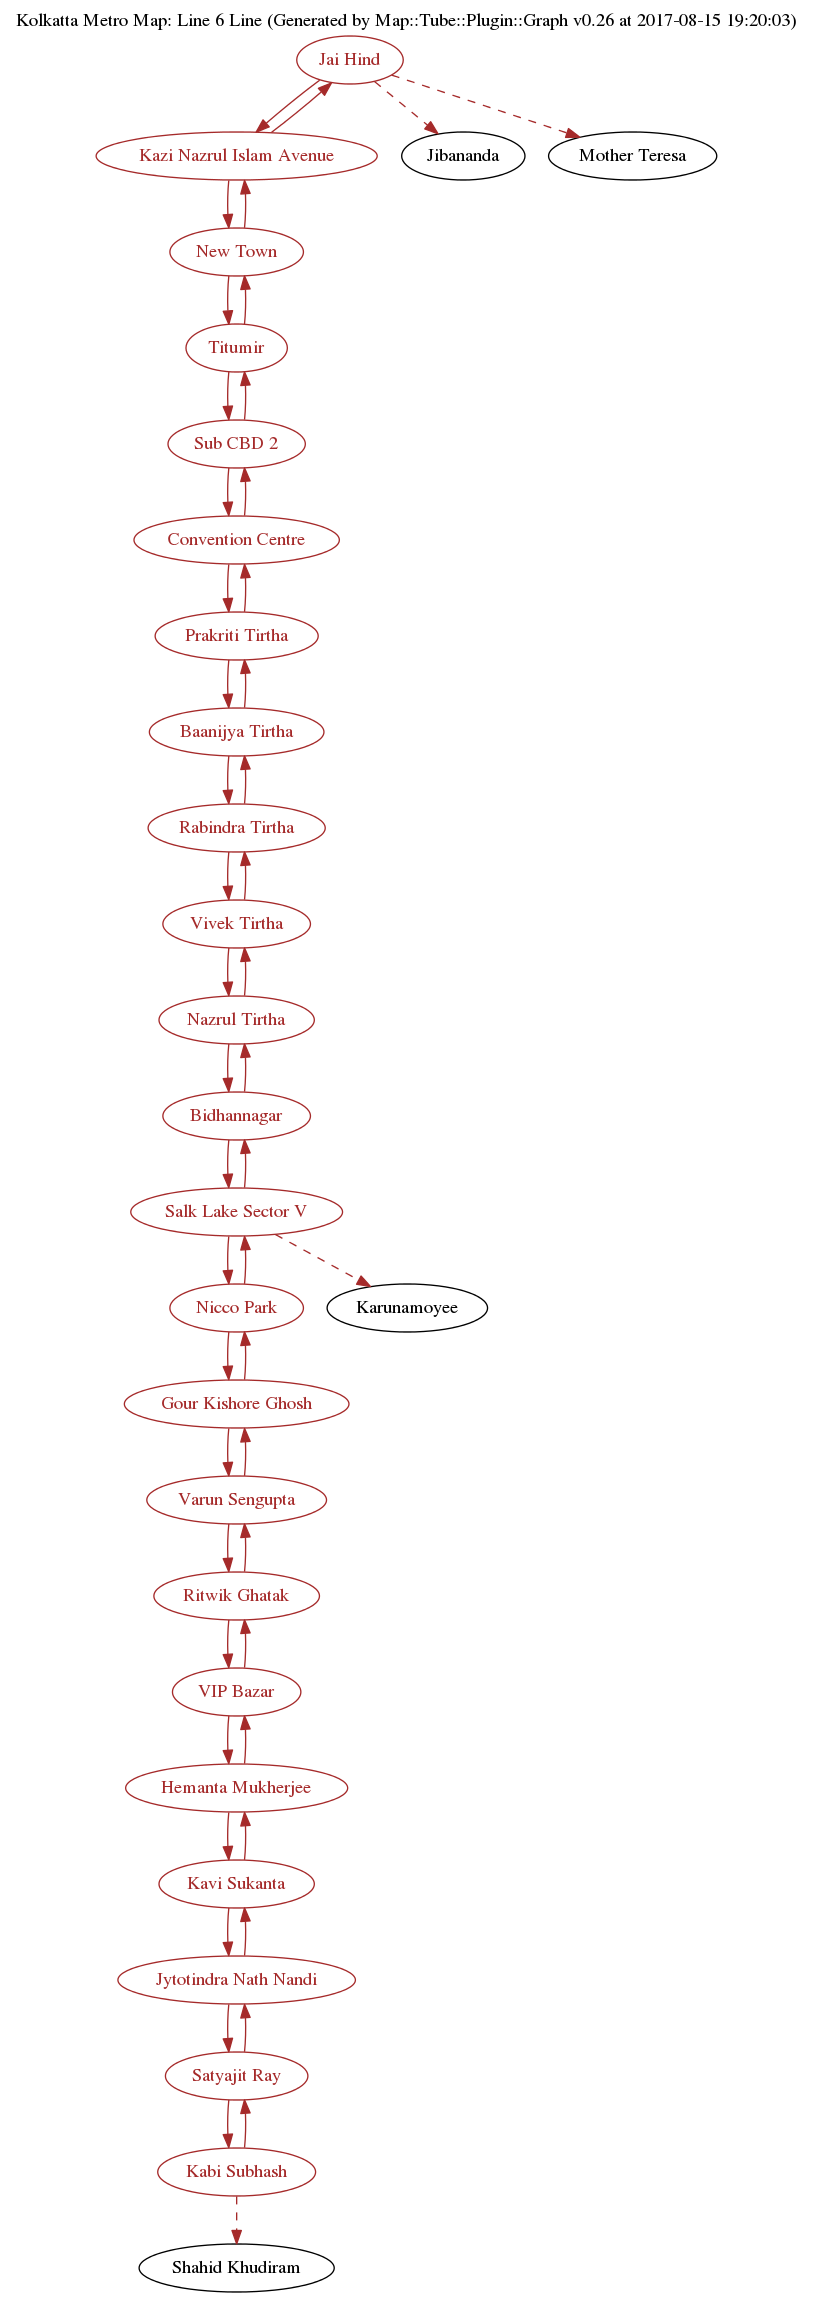 Kolkatta Metro Map: Line 6 Line (Generated by Map::Tube::Plugin::Graph v0.26 at 2017-08-15 19:20:03)
Jai Hind
Kazi Nazrul Islam Avenue
Jibananda
Mother Teresa
New Town
Titumir
Sub CBD 2
Convention Centre
Prakriti Tirtha
Baanijya Tirtha
Rabindra Tirtha
Vivek Tirtha
Nazrul Tirtha
Bidhannagar
Salk Lake Sector V
Nicco Park
Karunamoyee
Gour Kishore Ghosh
Varun Sengupta
Ritwik Ghatak
VIP Bazar
Hemanta Mukherjee
Kavi Sukanta
Jytotindra Nath Nandi
Satyajit Ray
Kabi Subhash
Shahid Khudiram